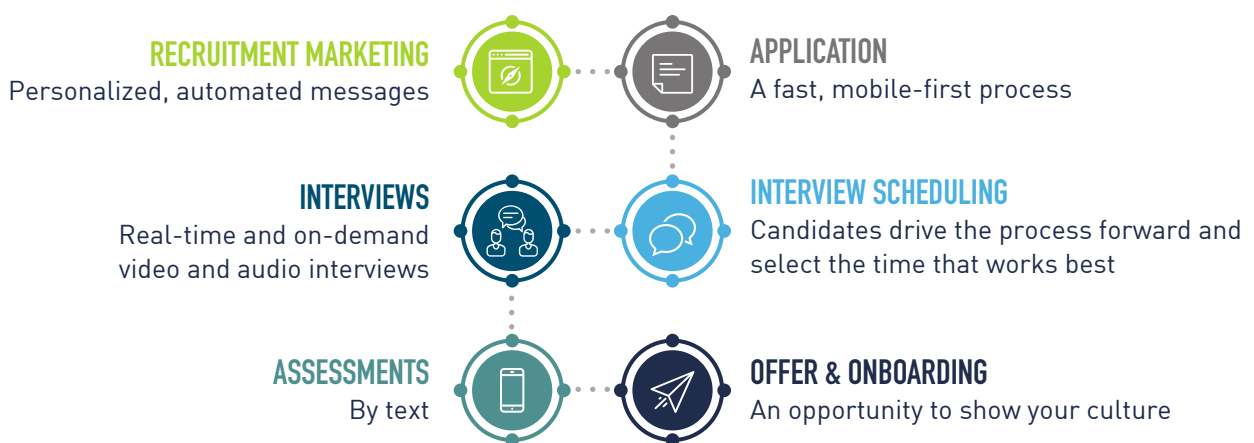 RECRUITMENT MARKETING
Personalized, automated messages
APPLICATION
A fast, mobile-first process
INTERVIEWS
Real-time and on-demand
video and audio interviews
INTERVIEW SCHEDULING
Candidates drive the process forward and
select the time that works best
ASSESSMENTS
By text
OFFER & ONBOARDING
An opportunity to show your culture